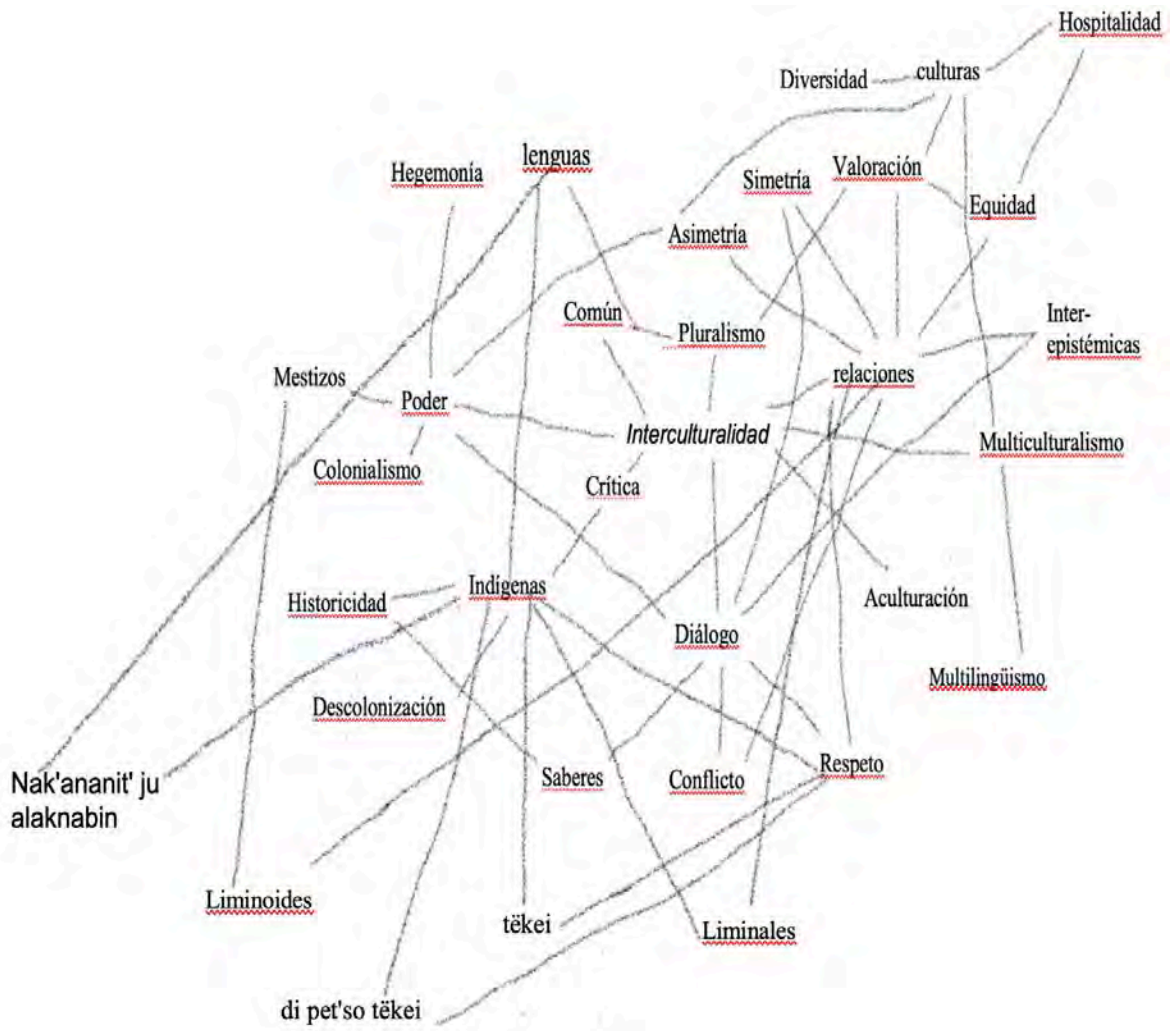 Hospitalidad
Diversidad
culturas
lenguas
Hegemonía
Simetría
Valoración
Equidad
Asimetría
Común
Pluralismo
Inter-
epistémicas
Mestizos
Poder
relaciones
Interculturalidad
Multiculturalismo
Colonialismo
Crítica
Indígenas
Historicidad
Aculturación
Diálogo
Multilingüismo
Descolonización
Saberes
Conflicto
Respeto
Nak'ananit' ju
alaknabin
Liminoides
tëkei
Liminales
di pet'so tëkei